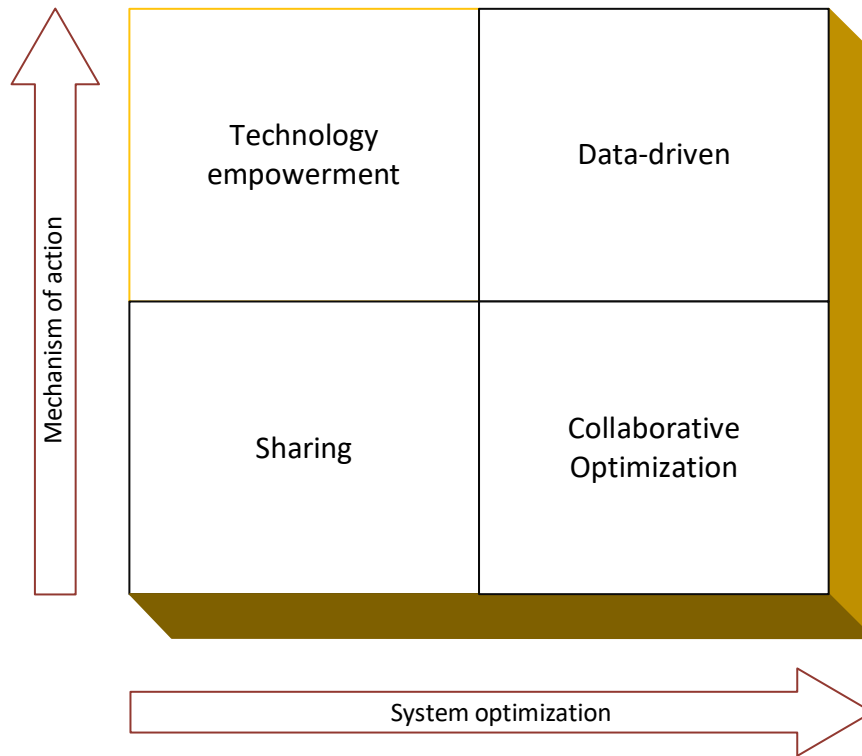 Technology
empowerment
Data-driven
Mechanism of action
Sharing
Collaborative
Optimization
System optimization